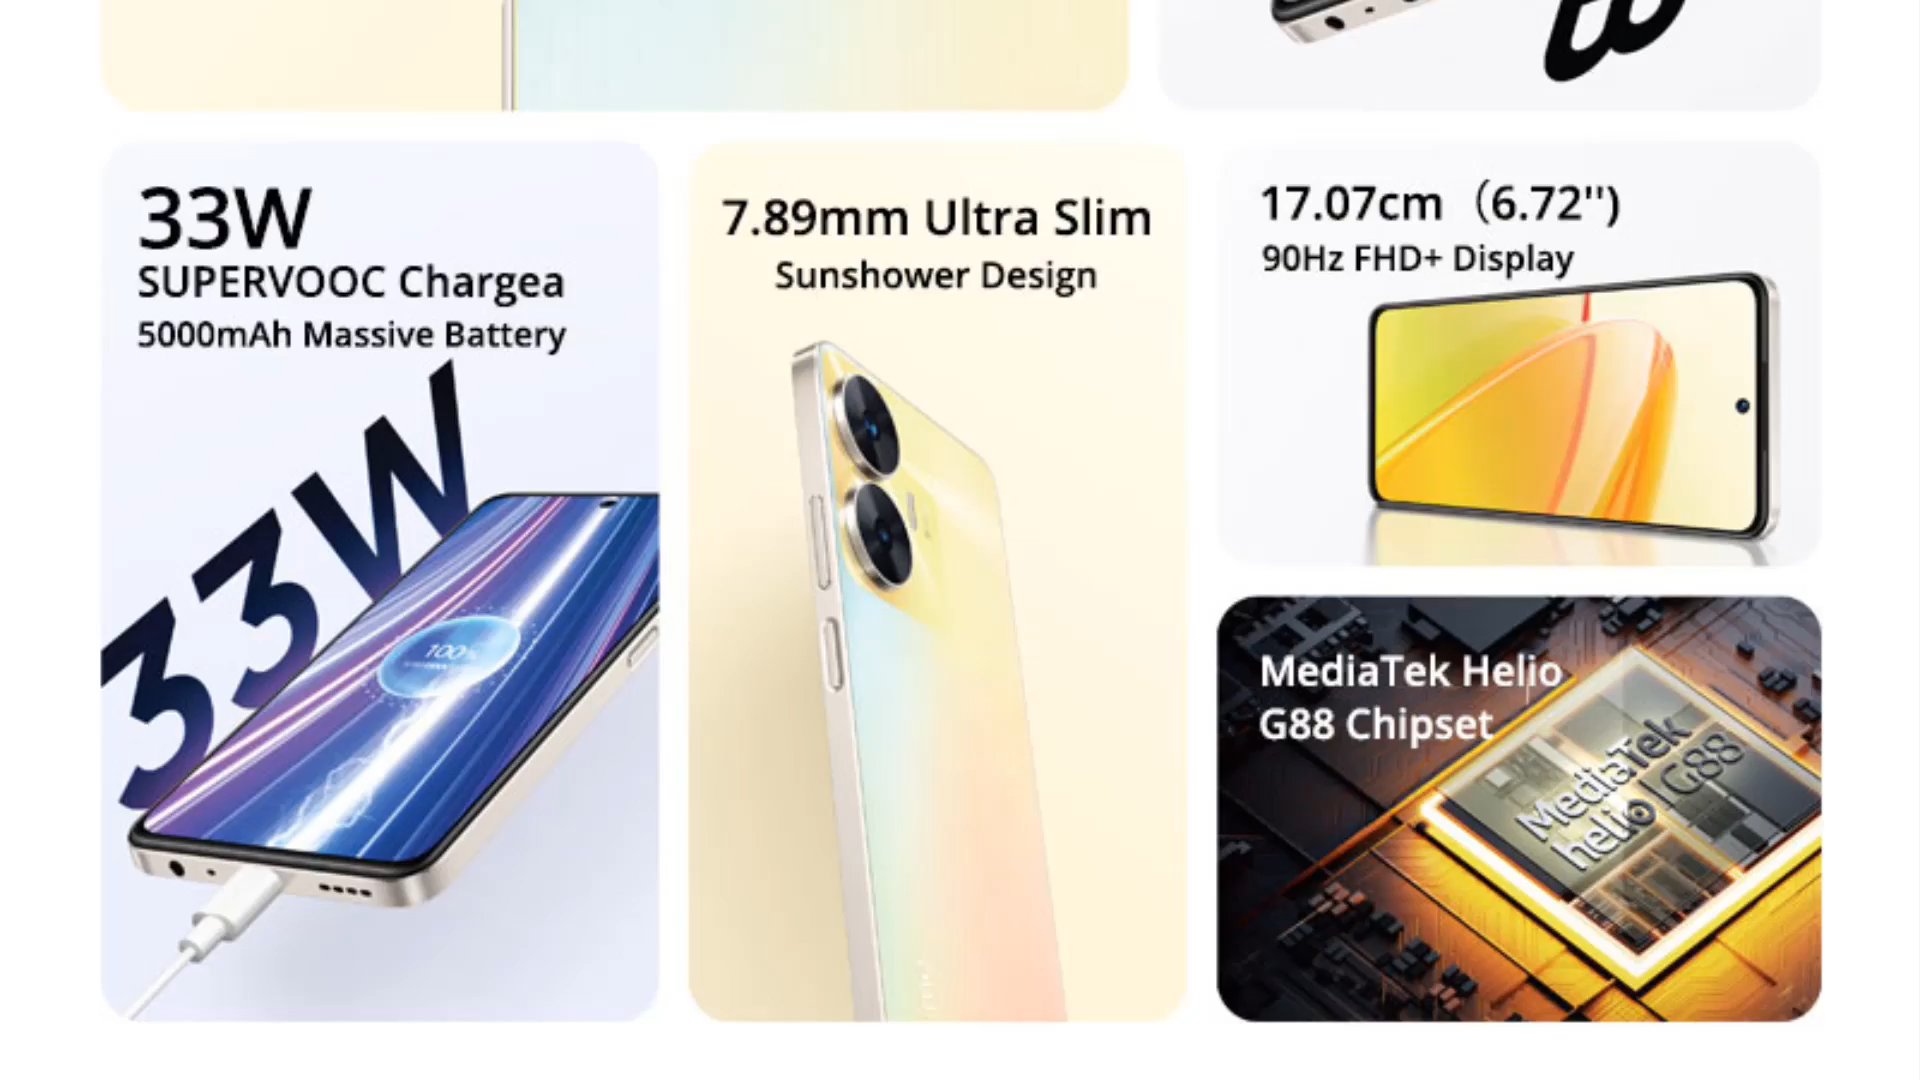 33W
SUPERVOOC Chargea
5000mAh Massive Battery
33W
100%
7.89mm Ultra Slim
Sunshower Design
17.07cm（6.72'')
90Hz FHD+ Display
MediaTek Helio
G88 Chipset
MediaTek
helio G88